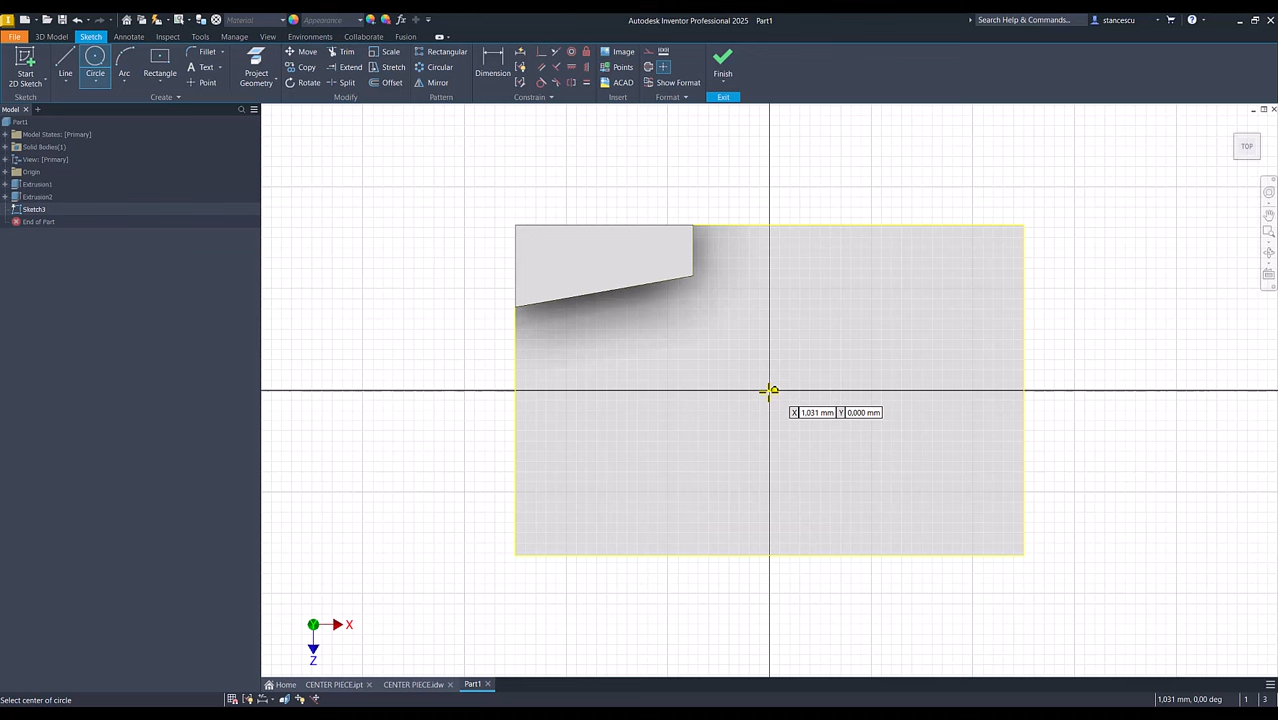 Material
Appearance
fx
Autodesk Inventor Professional 2025 Part1
Search Help & Commands...
stancescu
File 3D Model Sketch Annotate Inspect Tools View Manage Environments Collaborate Fusion
Start
2D Sketch
Line
Circle
Arc
Rectangle
Fillet
Text
Point
Project
Geometry
Move
Copy
Rotate
Trim
Extend
Split
Scale
Stretch
Offset
Rectangular
Circular
Mirror
Dimension
Image
Points
ACAD
Show Format
Finish
Sketch Create Modify Pattern Constrain Insert Format Exit
Model
Part1
Model States: [Primary]
Solid Bodies(1)
View: [Primary]
Origin
Extrusion1
Extrusion2
Sketch3
End of Part
TOP
X 1,031 mm Y 0,000 mm
Y X
Z
Home CENTER PIECE.ipt CENTER PIECE.idw Part1
Select center of circle
1,031 mm, 0,00 deg 1 3